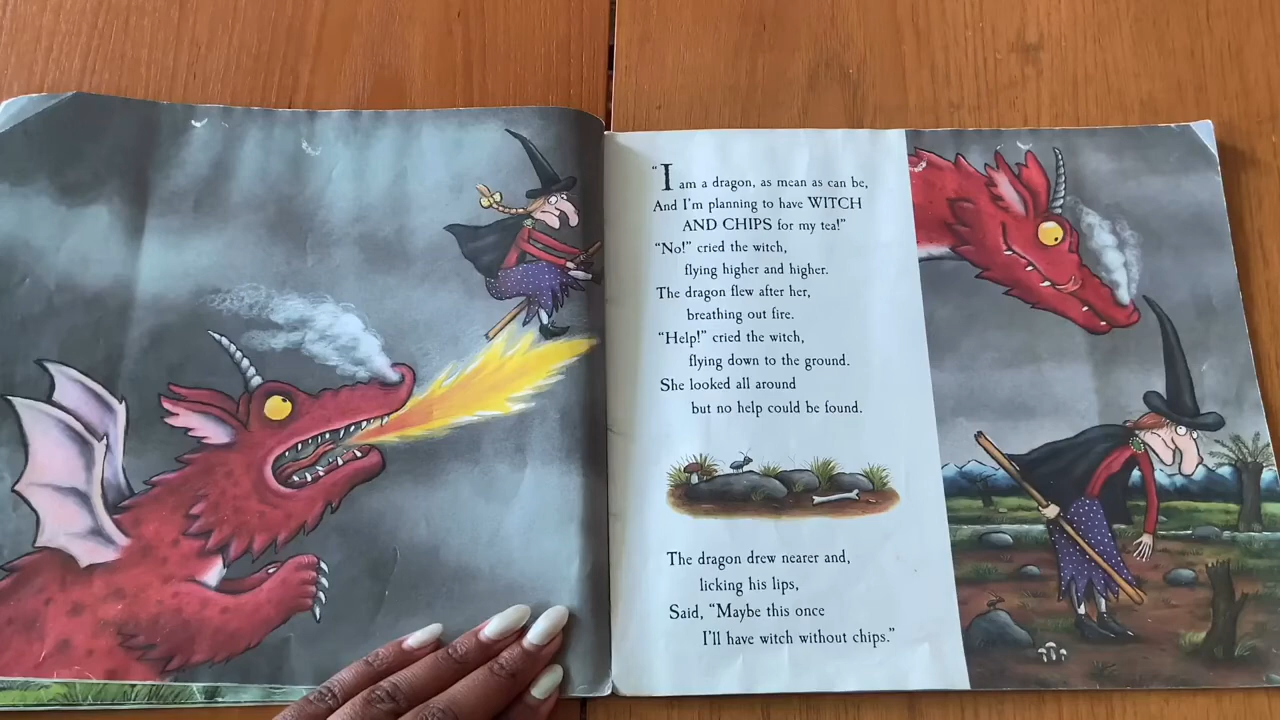 “I am a dragon, as mean as can be,
And I’m planning to have WITCH
AND CHIPS for my tea!”
“No!” cried the witch,
flying higher and higher.
The dragon flew after her,
breathing out fire.
“Help!” cried the witch,
flying down to the ground.
She looked all around
but no help could be found.
The dragon drew nearer and,
licking his lips,
Said, “Maybe this once
I’ll have witch without chips.”